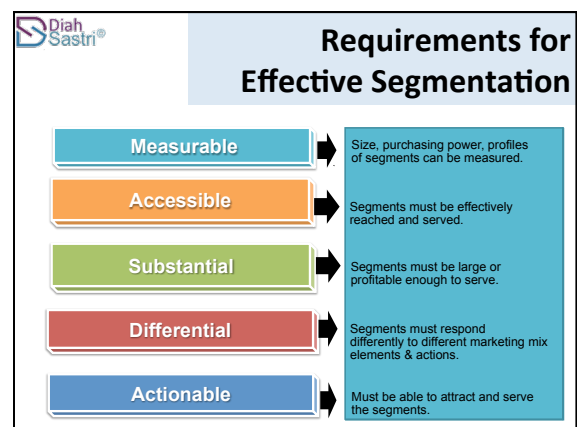 Diah
Sastri®
Requirements for
Effective Segmentation
Measurable
Size, purchasing power, profiles
of segments can be measured.
Accessible
Segments must be effectively
reached and served.
Substantial
Segments must be large or
profitable enough to serve.
Differential
Segments must respond
differently to different marketing mix
elements & actions.
Actionable
Must be able to attract and serve
the segments.